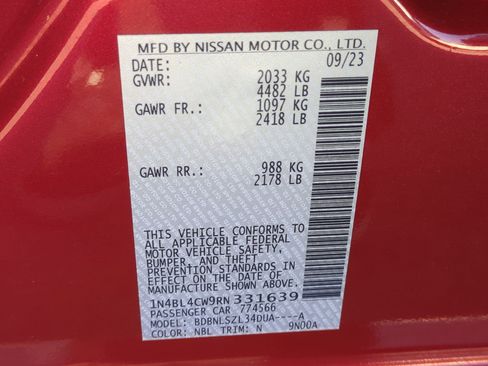 MFD BY NISSAN MOTOR CO., LTD.
DATE: 09/23
GVWR: 2033 KG
4482 LB
GAWR FR.: 1097 KG
2418 LB
GAWR RR.: 988 KG
2178 LB
THIS VEHICLE CONFORMS TO
ALL APPLICABLE FEDERAL
MOTOR VEHICLE SAFETY,
BUMPER, AND THEFT
PREVENTION STANDARDS IN
EFFECT ON THE DATE OF
MANUFACTURE SHOWN ABOVE.
1N4BL4CW9RN331639
PASSENGER CAR 774566
MODEL: BDBNLSZL34DUA----A
COLOR: NBL TRIM: N 9N00A